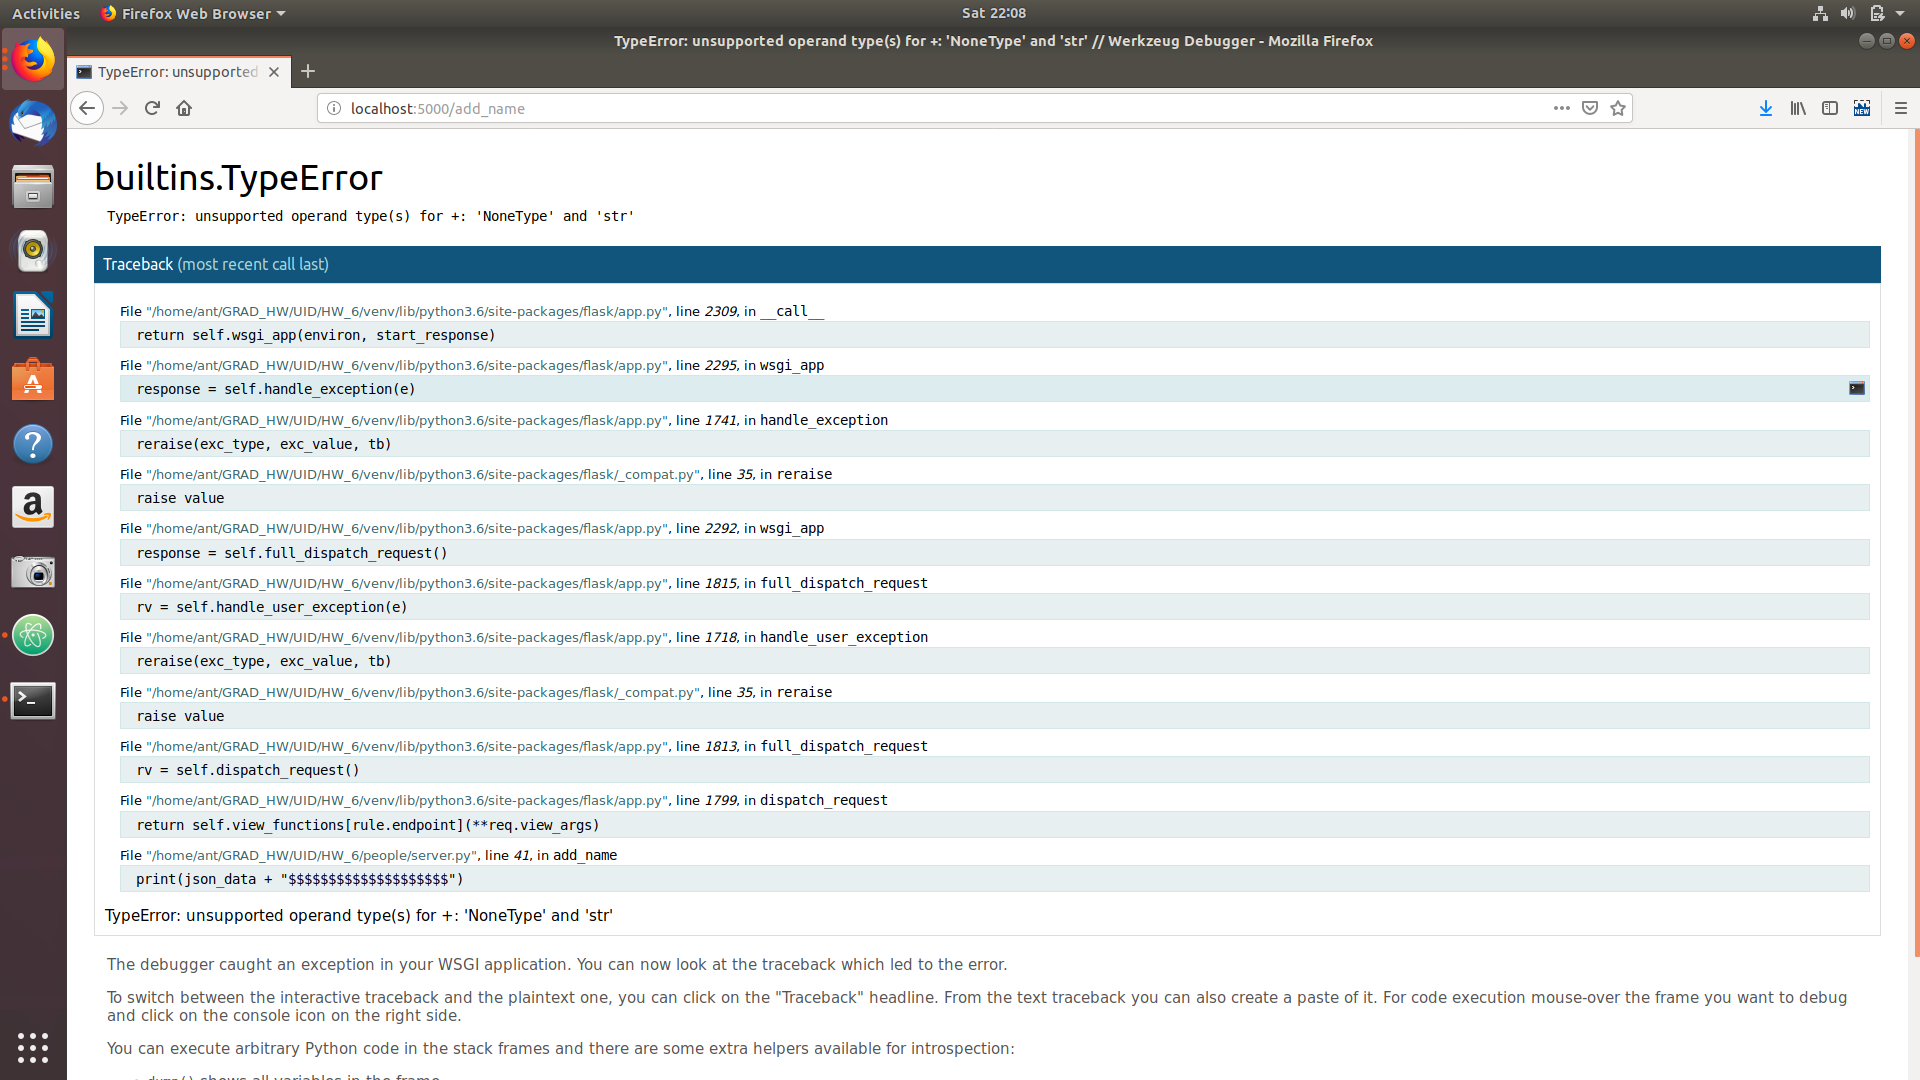 Activities
Firefox Web Browser
Sat 22:08
TypeError: unsupported operand type(s) for +: 'NoneType' and 'str' // Werkzeug Debugger - Mozilla Firefox
TypeError: unsupported
localhost:5000/add_name
NEW
builtins.TypeError
TypeError: unsupported operand type(s) for +: 'NoneType' and 'str'
Traceback (most recent call last)
File "/home/ant/GRAD_HW/UID/HW_6/venv/lib/python3.6/site-packages/flask/app.py", line 2309, in __call__
return self.wsgi_app(environ, start_response)
File "/home/ant/GRAD_HW/UID/HW_6/venv/lib/python3.6/site-packages/flask/app.py", line 2295, in wsgi_app
response = self.handle_exception(e)
File "/home/ant/GRAD_HW/UID/HW_6/venv/lib/python3.6/site-packages/flask/app.py", line 1741, in handle_exception
reraise(exc_type, exc_value, tb)
File "/home/ant/GRAD_HW/UID/HW_6/venv/lib/python3.6/site-packages/flask/_compat.py", line 35, in reraise
raise value
File "/home/ant/GRAD_HW/UID/HW_6/venv/lib/python3.6/site-packages/flask/app.py", line 2292, in wsgi_app
response = self.full_dispatch_request()
File "/home/ant/GRAD_HW/UID/HW_6/venv/lib/python3.6/site-packages/flask/app.py", line 1815, in full_dispatch_request
rv = self.handle_user_exception(e)
File "/home/ant/GRAD_HW/UID/HW_6/venv/lib/python3.6/site-packages/flask/app.py", line 1718, in handle_user_exception
reraise(exc_type, exc_value, tb)
File "/home/ant/GRAD_HW/UID/HW_6/venv/lib/python3.6/site-packages/flask/_compat.py", line 35, in reraise
raise value
File "/home/ant/GRAD_HW/UID/HW_6/venv/lib/python3.6/site-packages/flask/app.py", line 1813, in full_dispatch_request
rv = self.dispatch_request()
File "/home/ant/GRAD_HW/UID/HW_6/venv/lib/python3.6/site-packages/flask/app.py", line 1799, in dispatch_request
return self.view_functions[rule.endpoint](**req.view_args)
File "/home/ant/GRAD_HW/UID/HW_6/people/server.py", line 41, in add_name
print(json_data + "$$$$$$$$$$$$$$$$$$$$")
TypeError: unsupported operand type(s) for +: 'NoneType' and 'str'
The debugger caught an exception in your WSGI application. You can now look at the traceback which led to the error.
To switch between the interactive traceback and the plaintext one, you can click on the "Traceback" headline. From the text traceback you can also create a paste of it. For code execution mouse-over the frame you want to debug
and click on the console icon on the right side.
You can execute arbitrary Python code in the stack frames and there are some extra helpers available for introspection:
dump() shows all variables in the frame